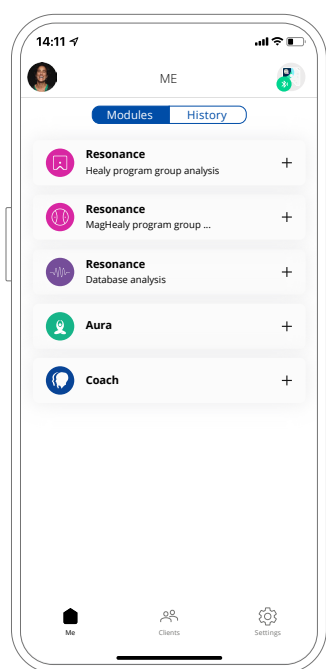 14:11
ME
Modules History
Resonance
Healy program group analysis
Resonance
MagHealy program group ...
Resonance
Database analysis
Aura
Coach
Me Clients Settings